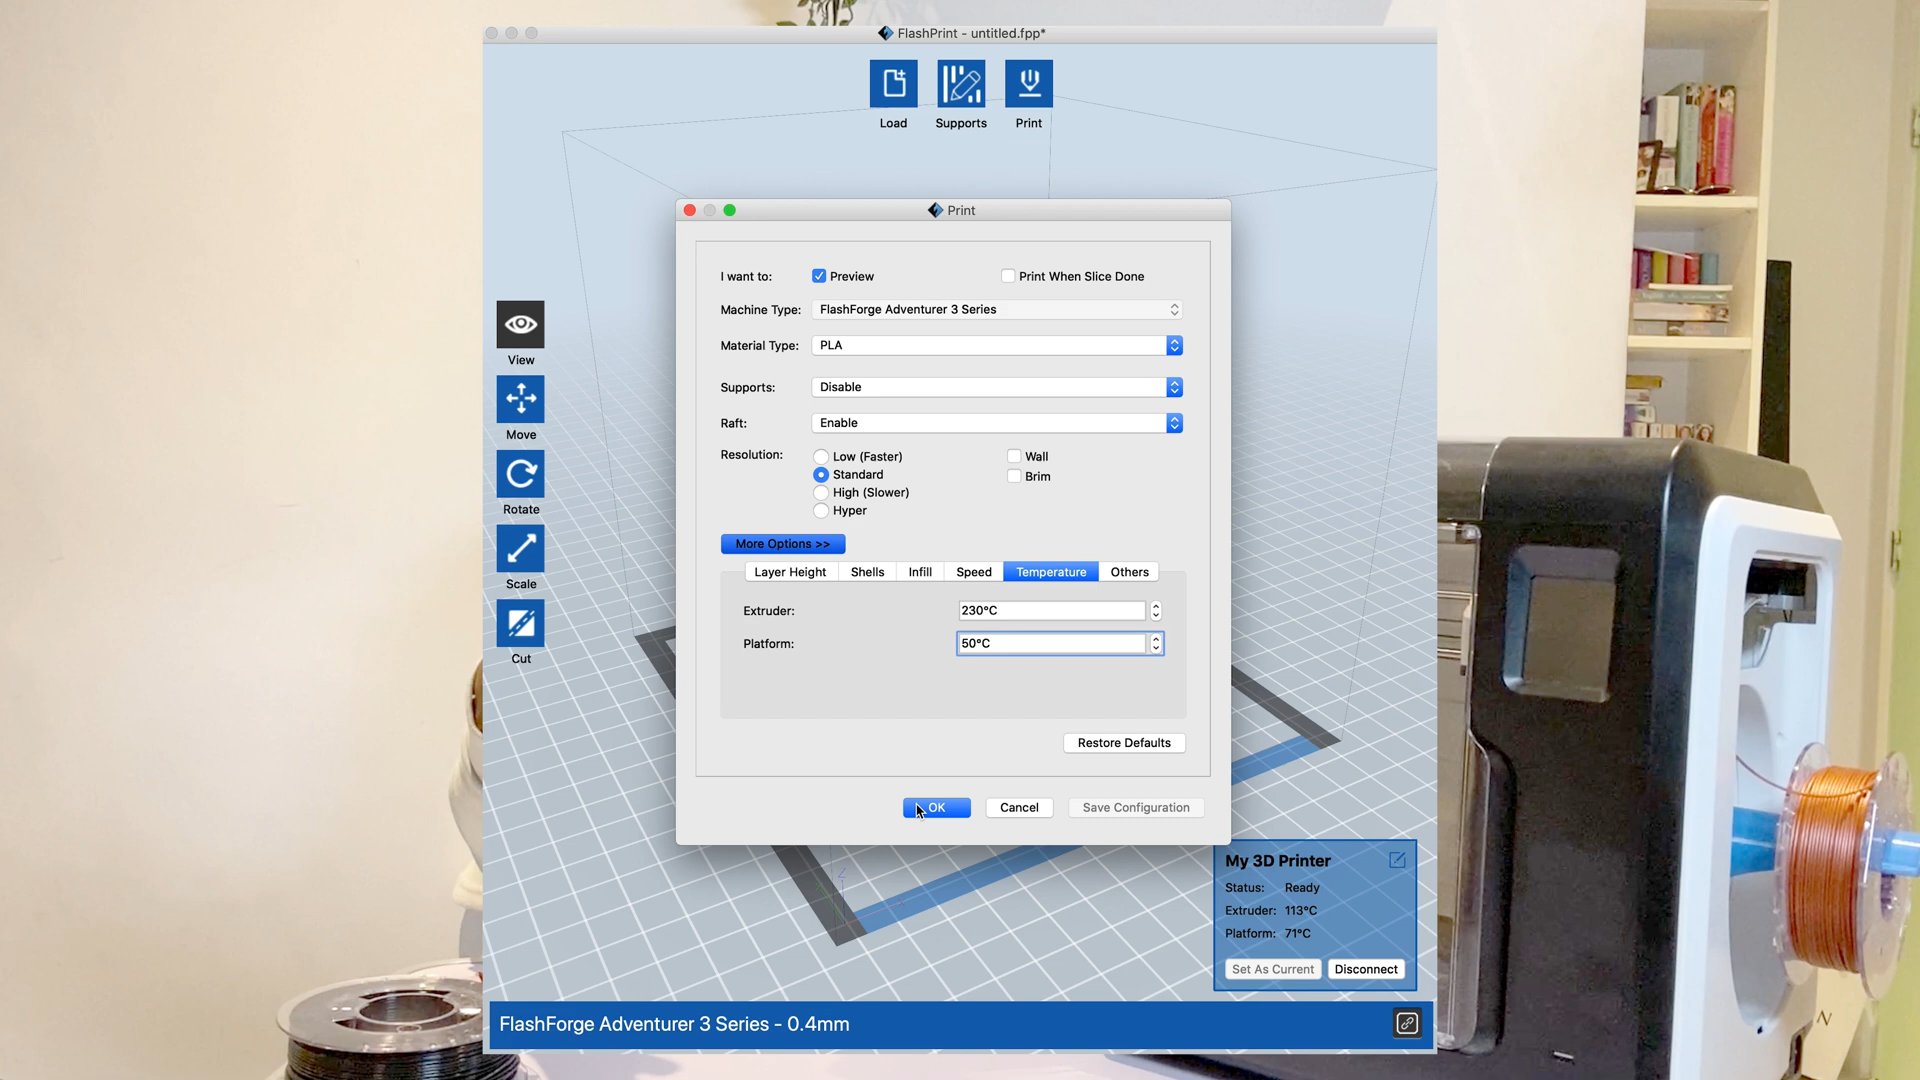 FlashPrint - untitled.fpp*
Load Supports Print
Print
I want to: Preview Print When Slice Done
Machine Type: FlashForge Adventurer 3 Series
Material Type: PLA
Supports: Disable
Raft: Enable
Resolution: Low (Faster) Wall
Standard Brim
High (Slower)
Hyper
More Options >>
Layer Height Shells Infill Speed Temperature Others
Extruder: 230°C
Platform: 50°C
Restore Defaults
OK Cancel Save Configuration
View
Move
Rotate
Scale
Cut
Z
My 3D Printer
Status: Ready
Extruder: 113°C
Platform: 71°C
Set As Current Disconnect
FlashForge Adventurer 3 Series - 0.4mm
N